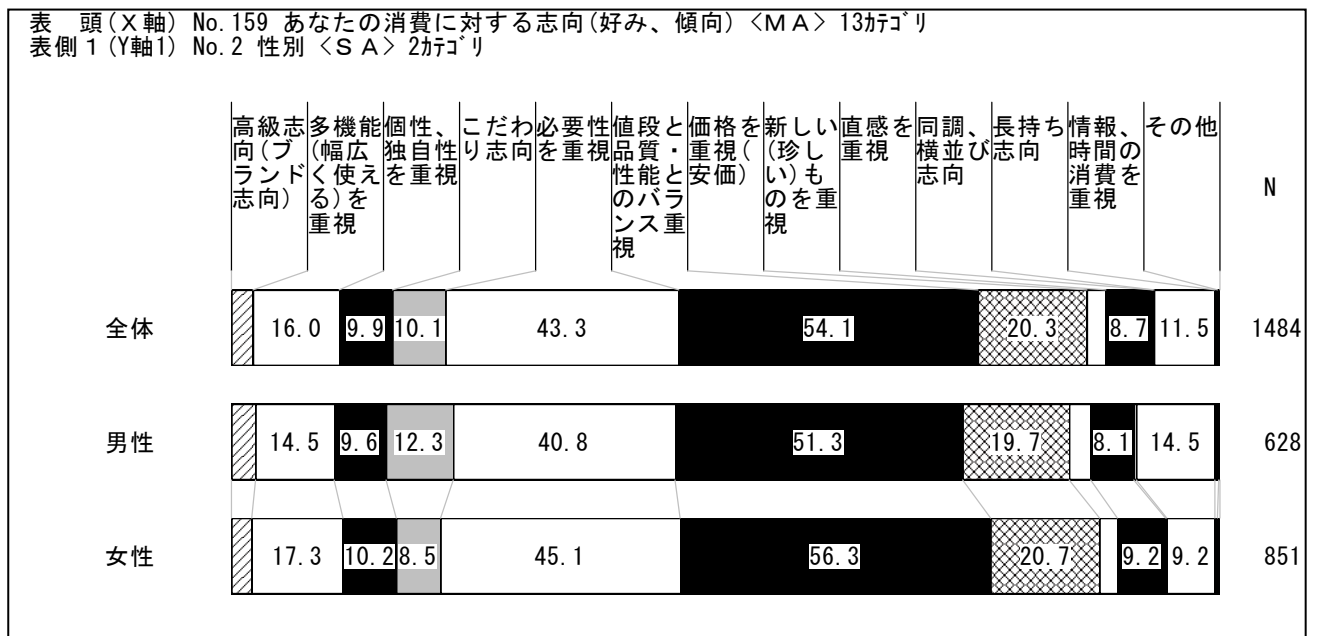 表　頭(X軸) No.159 あなたの消費に対する志向(好み、傾向) <ＭＡ> 13ｶﾃｺﾞﾘ
表側１(Y軸1) No.2 性別 <ＳＡ> 2ｶﾃｺﾞﾘ
高級志向(ブランド志向)
多機能(幅広く使える)を重視
個性、独自性を重視
こだわり志向
必要性を重視
値段と品質・性能とのバランス重視
価格を重視(安価)
新しい(珍しい)ものを重視
直感を重視
同調、横並び志向
長持ち志向
情報、時間の消費を重視
その他
N
全体 16.0 9.9 10.1 43.3 54.1 20.3 8.7 11.5 1484
男性 14.5 9.6 12.3 40.8 51.3 19.7 8.1 14.5 628
女性 17.3 10.2 8.5 45.1 56.3 20.7 9.2 9.2 851